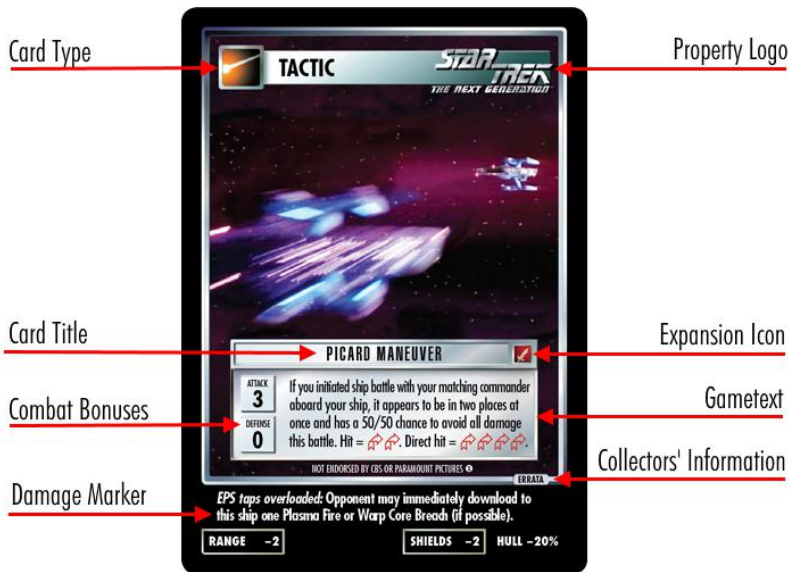 Card Type
TACTIC
STAR TREK
THE NEXT GENERATION
Property Logo
Card Title
PICARD MANEUVER
Expansion Icon
Combat Bonuses
ATTACK
3
DEFENSE
0
If you initiated ship battle with your matching commander
aboard your ship, it appears to be in two places at
once and has a 50/50 chance to avoid all damage
this battle. Hit = . Direct hit = .
Gametext
NOT ENDORSED BY CBS OR PARAMOUNT PICTURES
ERRATA
Collectors' Information
Damage Marker
EPS taps overloaded: Opponent may immediately download to
this ship one Plasma Fire or Warp Core Breach (if possible).
RANGE -2
SHIELDS -2
HULL -20%